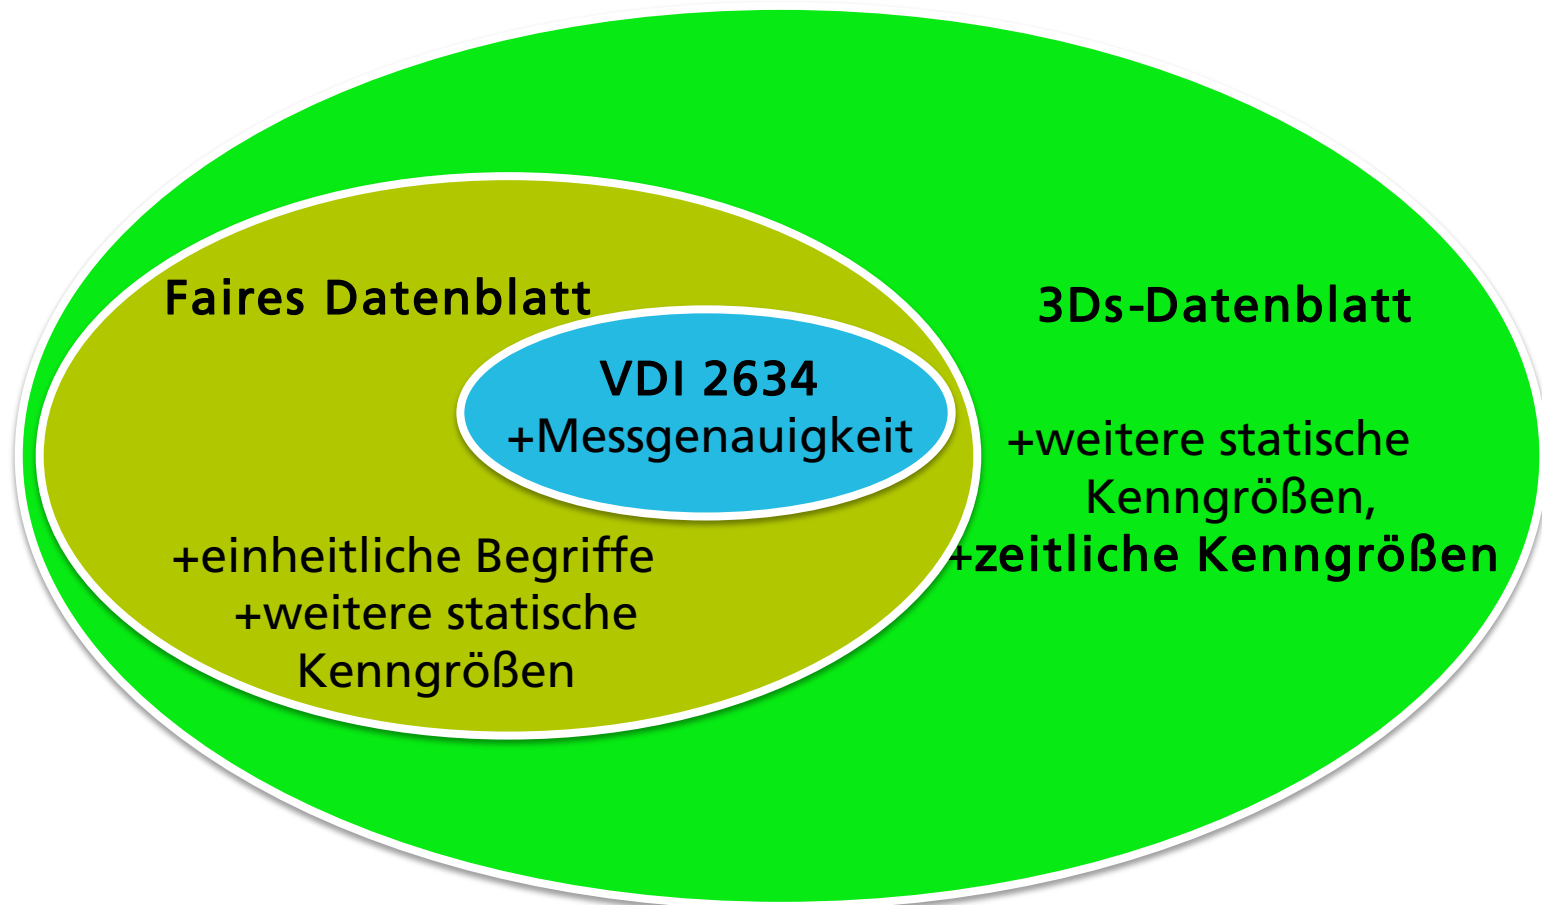 Faires Datenblatt
VDI 2634
+Messgenauigkeit
+einheitliche Begriffe
+weitere statische
Kenngrößen
3Ds-Datenblatt
+weitere statische
Kenngrößen,
+zeitliche Kenngrößen